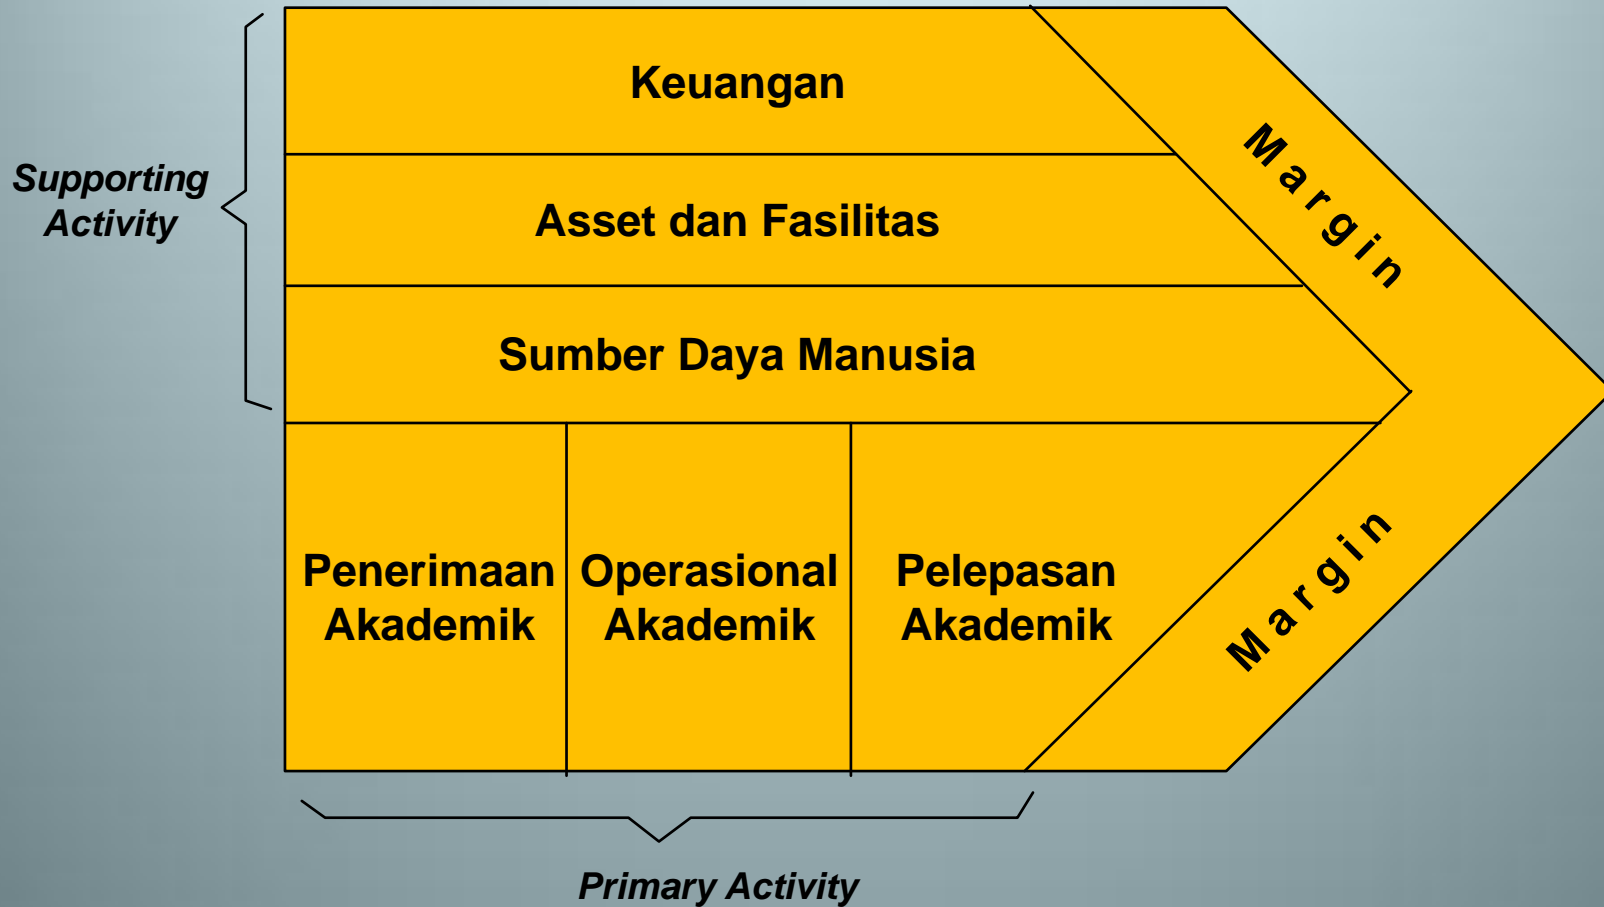 Keuangan
Supporting
Activity
Asset dan Fasilitas
Sumber Daya Manusia
Margin
Penerimaan
Akademik
Operasional
Akademik
Pelepasan
Akademik
Margin
Primary Activity